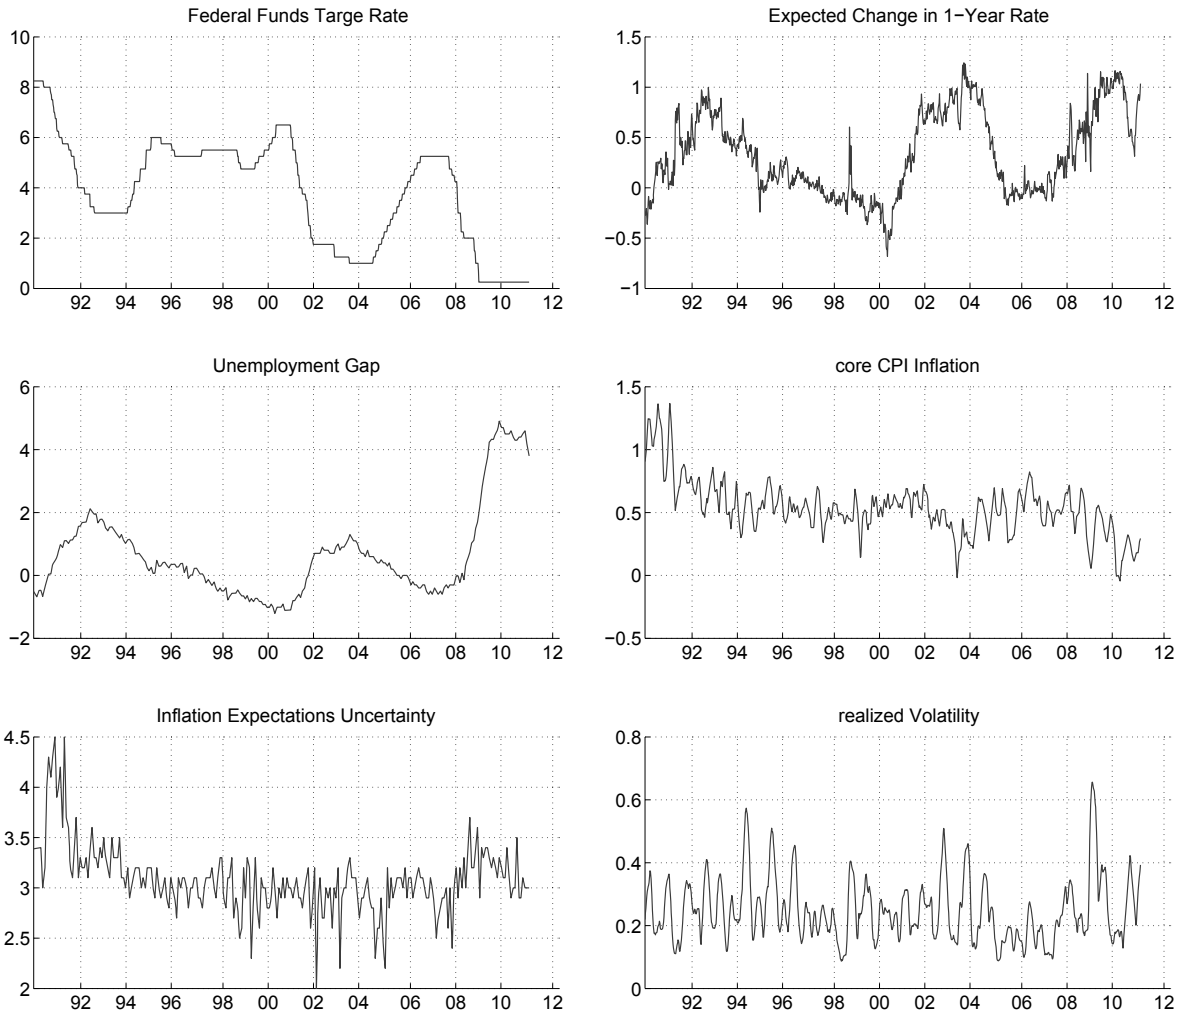 Federal Funds Targe Rate
10
8
6
4
2
0
92 94 96 00 02 04 06 08 10 12
Expected Change in 1−Year Rate
1.5
1
0.5
0
−0.5
−1
92 94 96 98 00 02 04 06 08 10 12
Unemployment Gap
6
4
2
0
−2
92 94 96 98 00 02 04 06 08 10 12
core CPI Inflation
1.5
1
0.5
0
−0.5
92 94 96 98 00 02 04 06 08 10 12
Inflation Expectations Uncertainty
4.5
4
3.5
3
2.5
2
92 94 96 98 00 02 04 06 08 10 12
realized Volatility
0.8
0.6
0.4
0.2
0
92 94 96 98 00 02 04 06 08 10 12